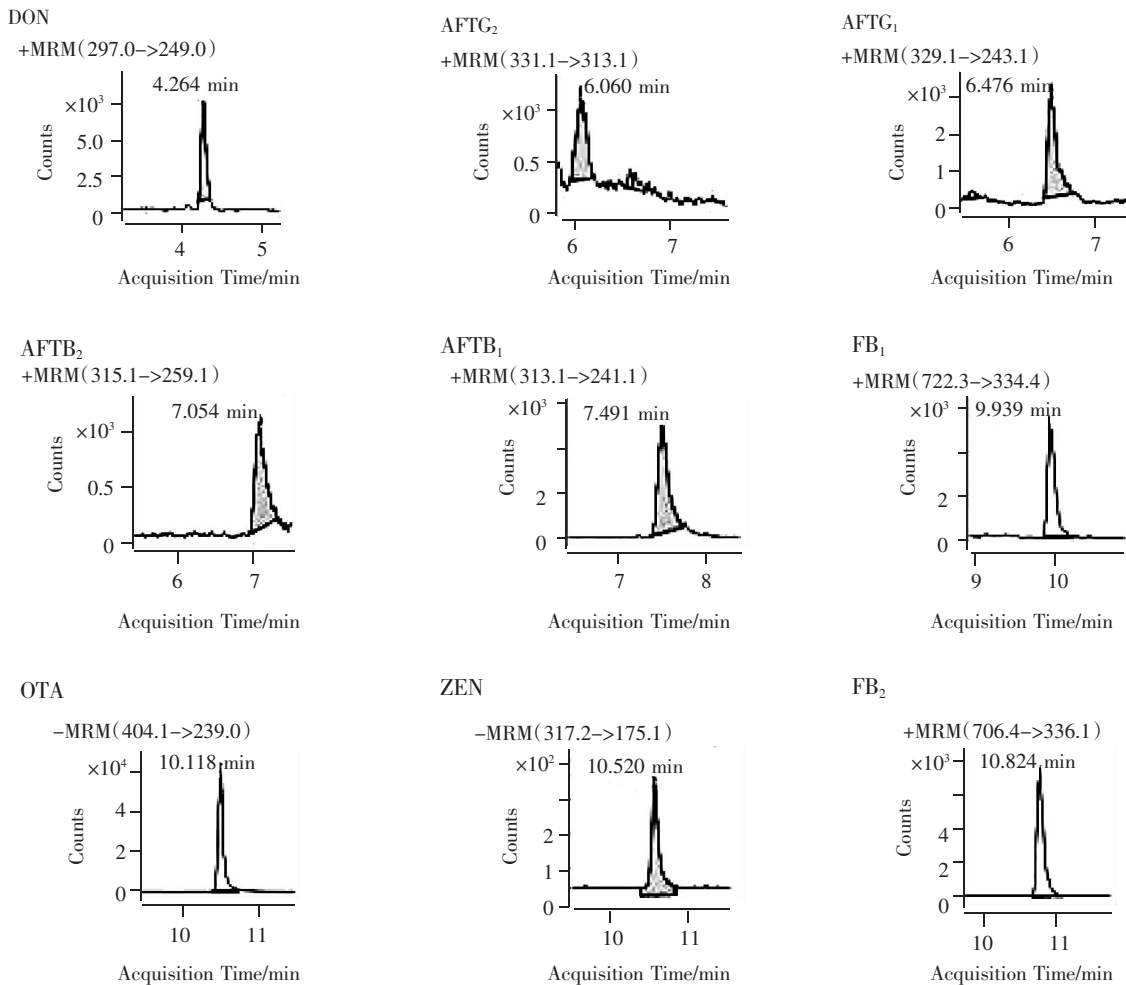 DON
+MRM(297.0->249.0)
4.264 min
×10³
5.0
2.5
0
Counts
4 5
Acquisition Time/min
AFTG₂
+MRM(331.1->313.1)
6.060 min
×10³
0.5
0
Counts
6 7
Acquisition Time/min
AFTG₁
+MRM(329.1->243.1)
6.476 min
×10³
2
1
0
Counts
6 7
Acquisition Time/min
AFTB₂
+MRM(315.1->259.1)
7.054 min
×10³
0.5
0
Counts
6 7
Acquisition Time/min
AFTB₁
+MRM(313.1->241.1)
7.491 min
×10³
2
0
Counts
7 8
Acquisition Time/min
FB₁
+MRM(722.3->334.4)
9.939 min
×10³
2
0
Counts
9 10
Acquisition Time/min
OTA
−MRM(404.1->239.0)
10.118 min
×10⁴
4
2
0
Counts
10 11
Acquisition Time/min
ZEN
−MRM(317.2->175.1)
10.520 min
×10²
2
1
0
Counts
10 11
Acquisition Time/min
FB₂
+MRM(706.4->336.1)
10.824 min
×10³
4
2
0
Counts
10 11
Acquisition Time/min